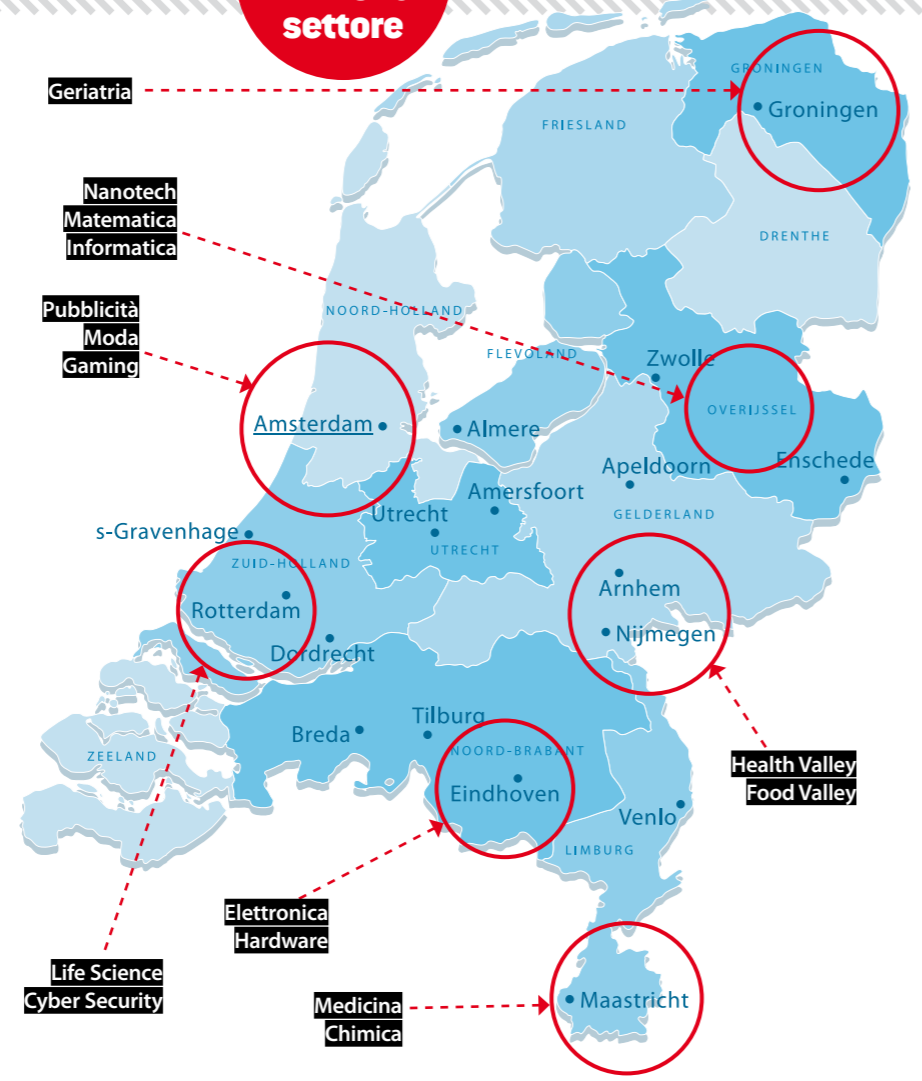 settore
Geriatria
GRONINGEN
Groningen
FRIESLAND
Nanotech
Matematica
Informatica
DRENTHE
Pubblicità
Moda
Gaming
NOORD-HOLLAND
FLEVOLAND
Zwolle
OVERIJSSEL
Amsterdam
Almere
Apeldoorn
Enschede
Amersfoort
Utrecht
GELDERLAND
s-Gravenhage
UTRECHT
ZUID-HOLLAND
Arnhem
Rotterdam
Nijmegen
Dordrecht
Tilburg
Breda
NOORD-BRABANT
ZEELAND
Health Valley
Food Valley
Eindhoven
Venlo
LIMBURG
Elettronica
Hardware
Life Science
Cyber Security
Medicina
Chimica
Maastricht